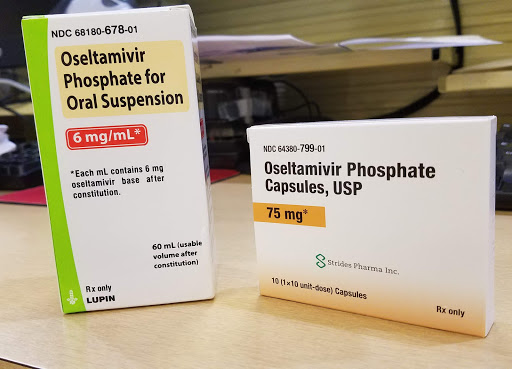 NDC 68180-678-01
Oseltamivir
Phosphate for
Oral Suspension
6 mg/mL*
*Each mL contains 6 mg
oseltamivir base after
constitution.
60 mL (usable
volume after
constitution)
Rx only
LUPIN
NDC 64380-799-01
Oseltamivir Phosphate
Capsules, USP
75 mg*
Strides Pharma Inc.
10 (1×10 unit-dose) Capsules
Rx only